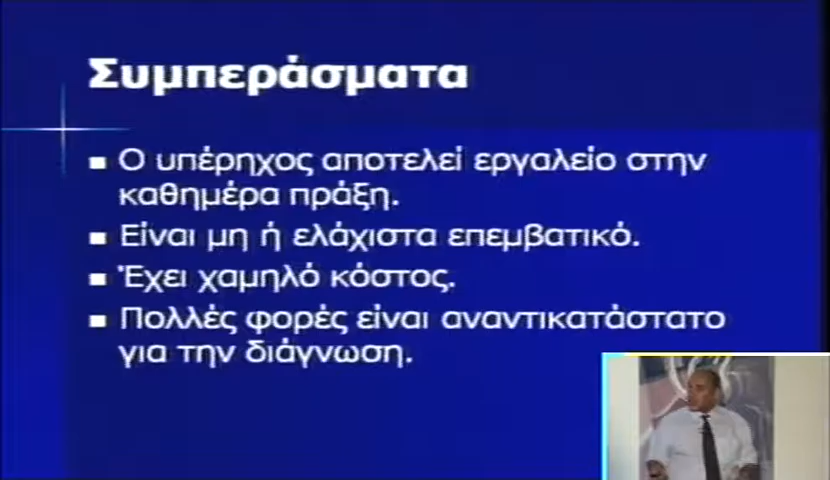 Συμπεράσματα
▪ Ο υπέρηχος αποτελεί εργαλείο στην
καθημέρα πράξη.
▪ Είναι μη ή ελάχιστα επεμβατικό.
▪ Έχει χαμηλό κόστος.
▪ Πολλές φορές είναι αναντικατάστατο
για την διάγνωση.